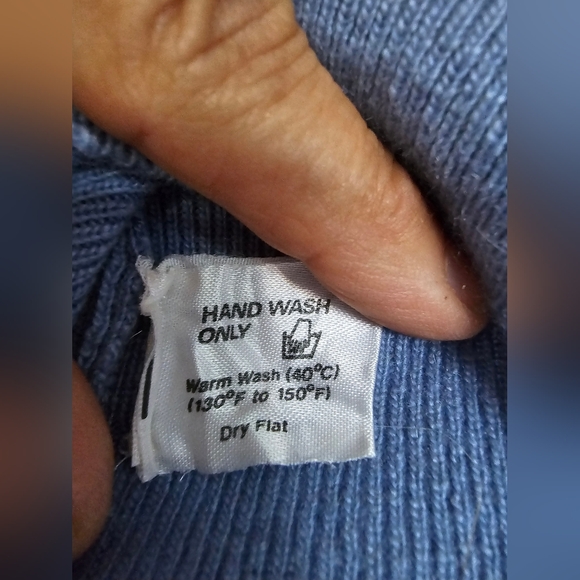 HAND WASH
ONLY
Warm Wash (40°C)
(130°F to 150°F)
Dry Flat